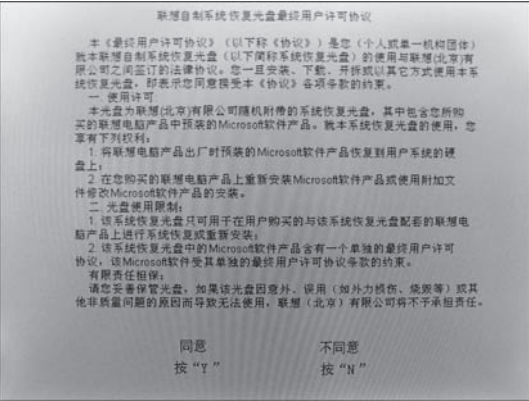 联想自制系统恢复光盘最终用户许可协议
本《最终用户许可协议》（以下称《协议》）是您（个人或单一机构团体）
就本联想自制系统恢复光盘（以下简称系统恢复光盘）的使用与联想(北京)有
限公司之间签订的法律协议。您一旦安装、下载、开拆或以其它方式使用本系
统恢复光盘，即表示您同意接受本《协议》各项条款的约束。
一. 使用许可.
本光盘为联想(北京)有限公司随机附带的系统恢复光盘，其中包含您所购
买的联想电脑产品中预装的Microsoft软件产品。就本系统恢复光盘的使用，您
享有下列权利：
1. 将联想电脑产品出厂时预装的Microsoft软件产品恢复到用户系统的硬
盘上；
2. 在您购买的联想电脑产品上重新安装Microsoft软件产品或使用附加文
件修改Microsoft软件产品的安装。
二. 光盘使用限制：
1. 该系统恢复光盘只可用于在用户购买的与该系统恢复光盘配套的联想电
脑产品上进行系统恢复或重新安装；
2. 该系统恢复光盘中的Microsoft软件产品含有一个单独的最终用户许可
协议，该Microsoft软件受其单独的最终用户许可协议条款的约束。
有限责任担保：
请您妥善保管光盘，如果该光盘因意外、误用（如外力损伤、烧毁等）或其
他非质量问题的原因而导致无法使用，联想（北京）有限公司将不予承担责任。
同意 不同意
按“Y” 按“N”